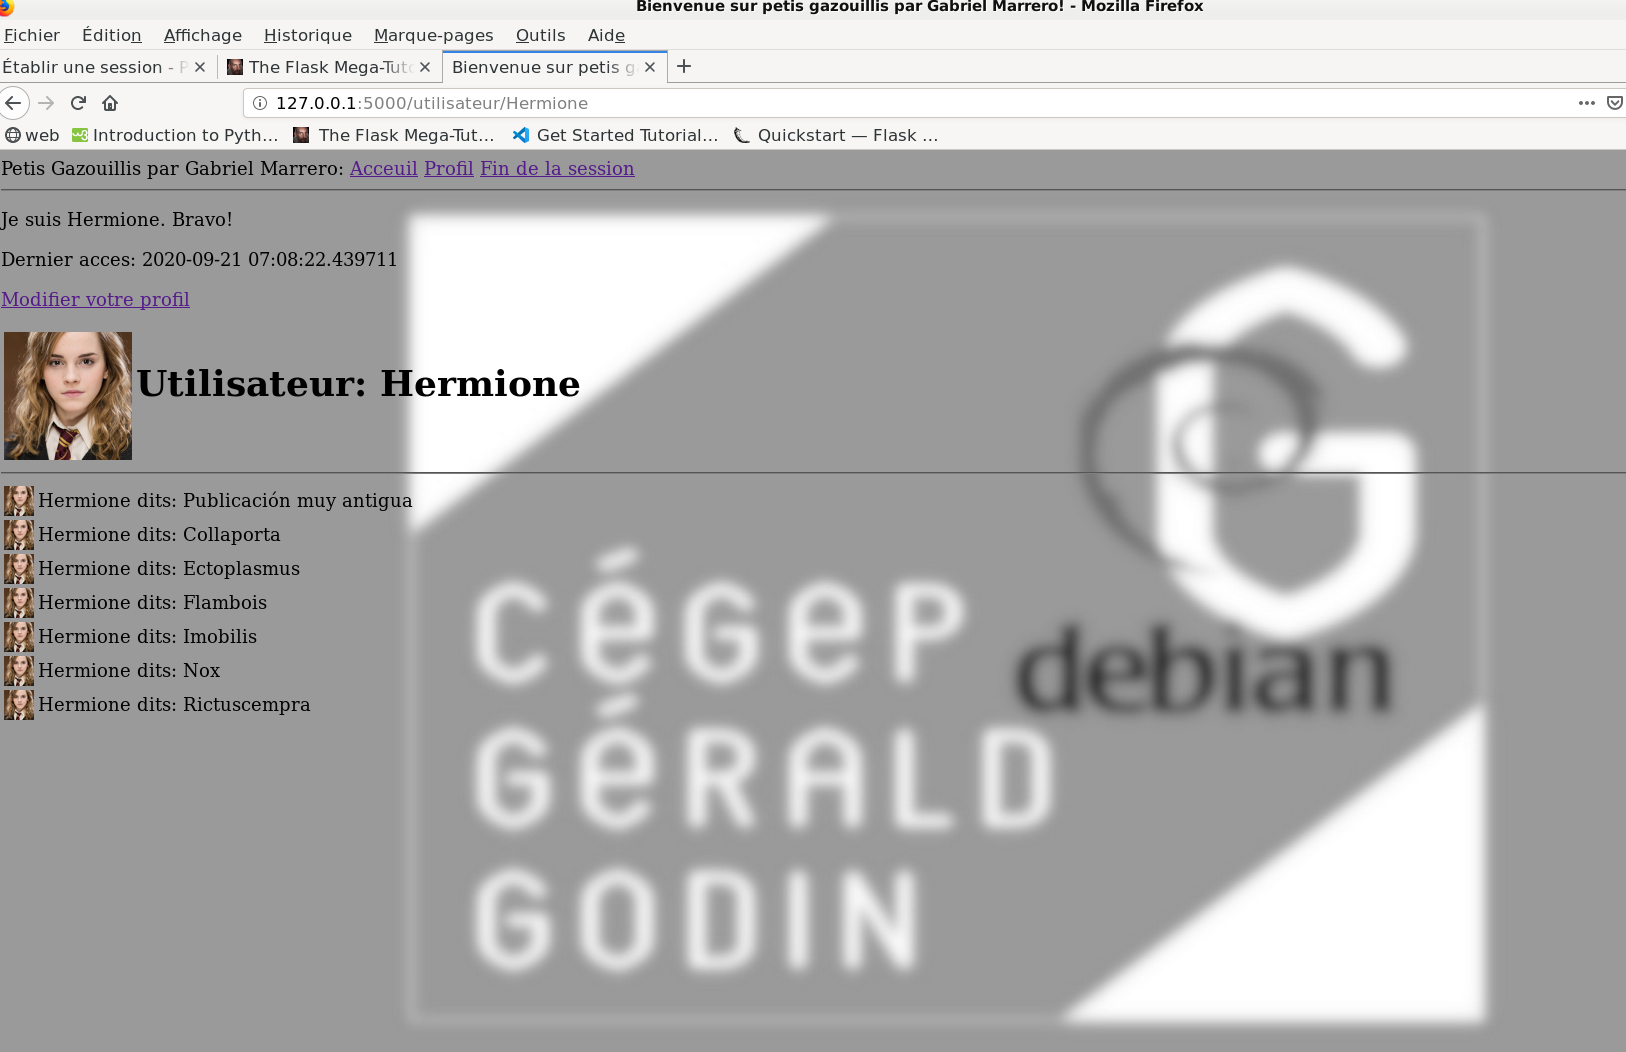 Bienvenue sur petis gazouillis par Gabriel Marrero! - Mozilla Firefox
Fichier Édition Affichage Historique Marque-pages Outils Aide
Établir une session - P The Flask Mega-Tuto Bienvenue sur petis g
127.0.0.1:5000/utilisateur/Hermione
web Introduction to Pyth… The Flask Mega-Tut… Get Started Tutorial… Quickstart — Flask …
Petis Gazouillis par Gabriel Marrero: Acceuil Profil Fin de la session
Je suis Hermione. Bravo!
Dernier acces: 2020-09-21 07:08:22.439711
Modifier votre profil
Utilisateur: Hermione
Hermione dits: Publicación muy antigua
Hermione dits: Collaporta
Hermione dits: Ectoplasmus
Hermione dits: Flambois
Hermione dits: Imobilis
Hermione dits: Nox
Hermione dits: Rictuscempra
CéGeP
GéRALD
GODIN
debian